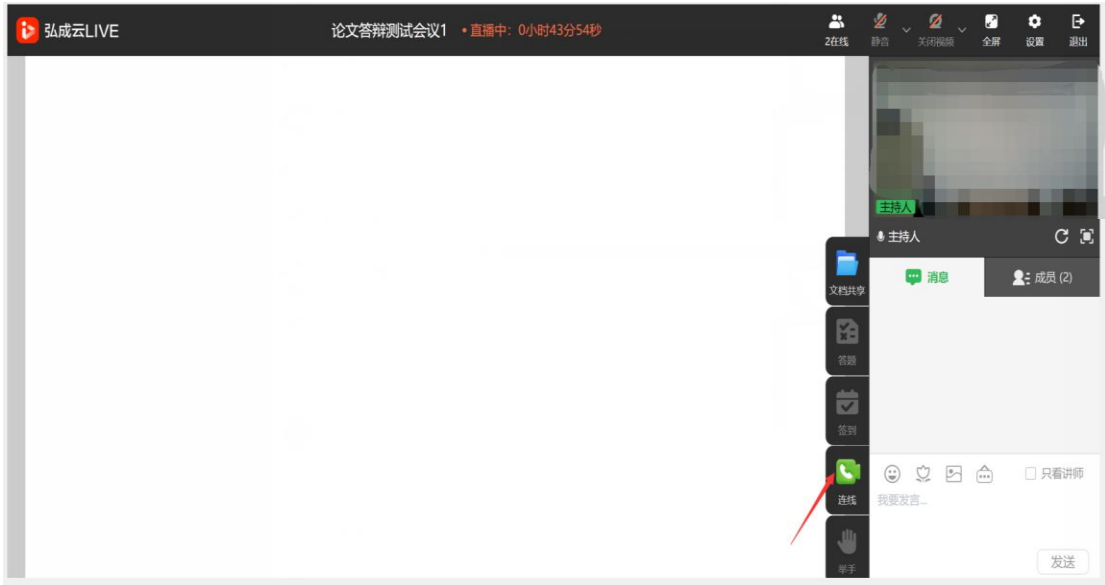 弘成云LIVE
论文答辩测试会议1 •直播中：0小时43分54秒
2在线 静音 关闭视频 全屏 设置 退出
主持人
主持人
文档共享
消息 成员 (2)
答题
签到
连线
举手
只看讲师
我要发言...
发送